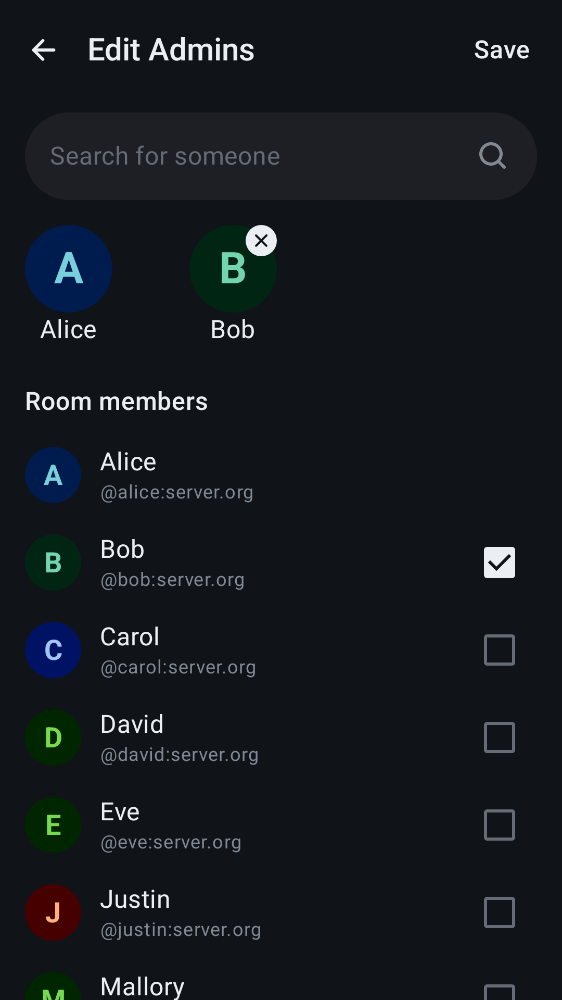 Edit Admins Save
Search for someone
A B
Alice Bob
Room members
A Alice
@alice:server.org
B Bob
@bob:server.org
C Carol
@carol:server.org
D David
@david:server.org
E Eve
@eve:server.org
J Justin
@justin:server.org
M Mallory